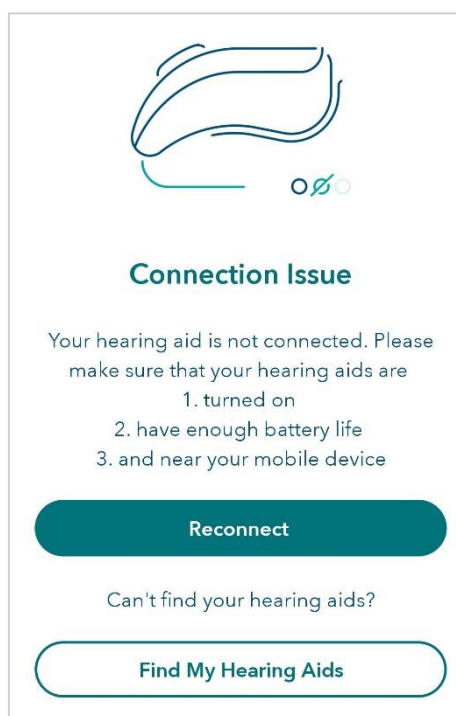 Connection Issue
Your hearing aid is not connected. Please
make sure that your hearing aids are
1. turned on
2. have enough battery life
3. and near your mobile device
Reconnect
Can't find your hearing aids?
Find My Hearing Aids